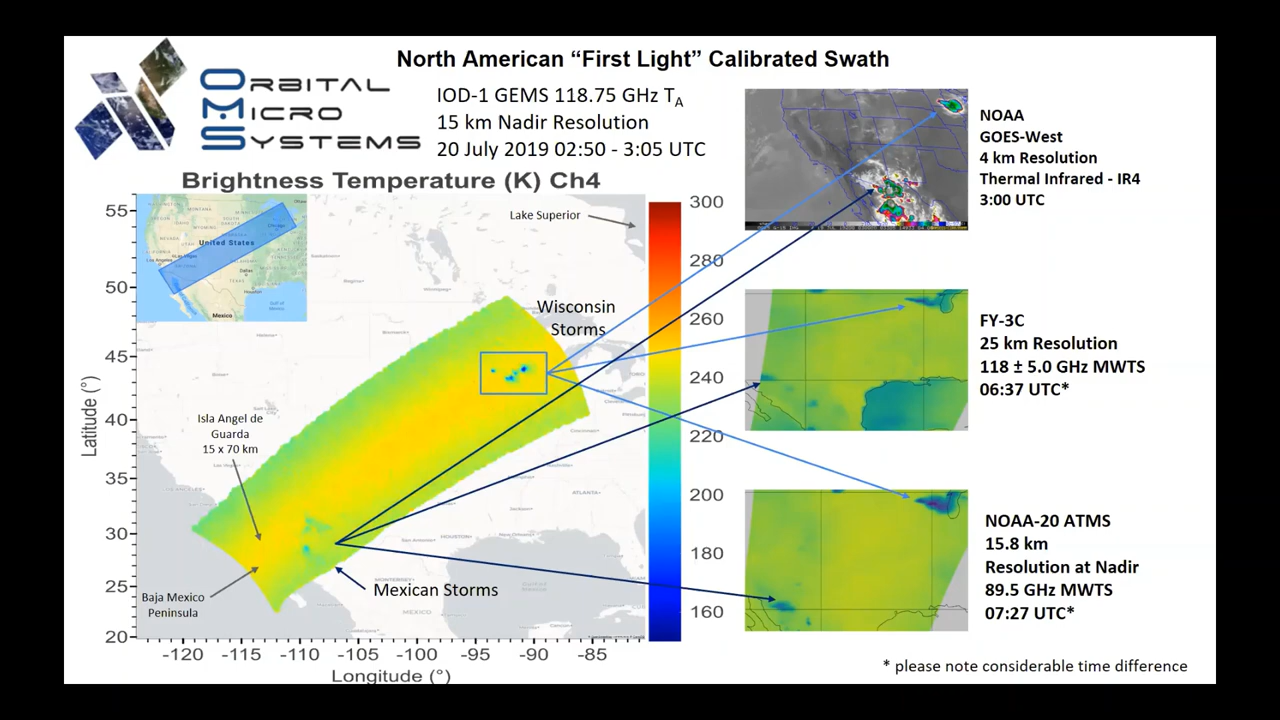 North American “First Light” Calibrated Swath
ORBITAL
MICRO
SYSTEMS
IOD-1 GEMS 118.75 GHz TA
15 km Nadir Resolution
20 July 2019 02:50 - 3:05 UTC
Brightness Temperature (K) Ch4
55
50
45
40
35
30
25
20
Latitude (°)
-120
-115
-110
-105
-100
-95
-90
-85
Longitude (°)
United States
Mexico
Lake Superior
Wisconsin
Storms
Isla Angel de
Guarda
15 x 70 km
Baja Mexico
Peninsula
Mexican Storms
MONTERREY
MEXICO
HOUSTON
ATLANTA
300
280
260
240
220
200
180
160
NOAA
GOES-West
4 km Resolution
Thermal Infrared - IR4
3:00 UTC
FY-3C
25 km Resolution
118 ± 5.0 GHz MWTS
06:37 UTC*
NOAA-20 ATMS
15.8 km
Resolution at Nadir
89.5 GHz MWTS
07:27 UTC*
* please note considerable time difference